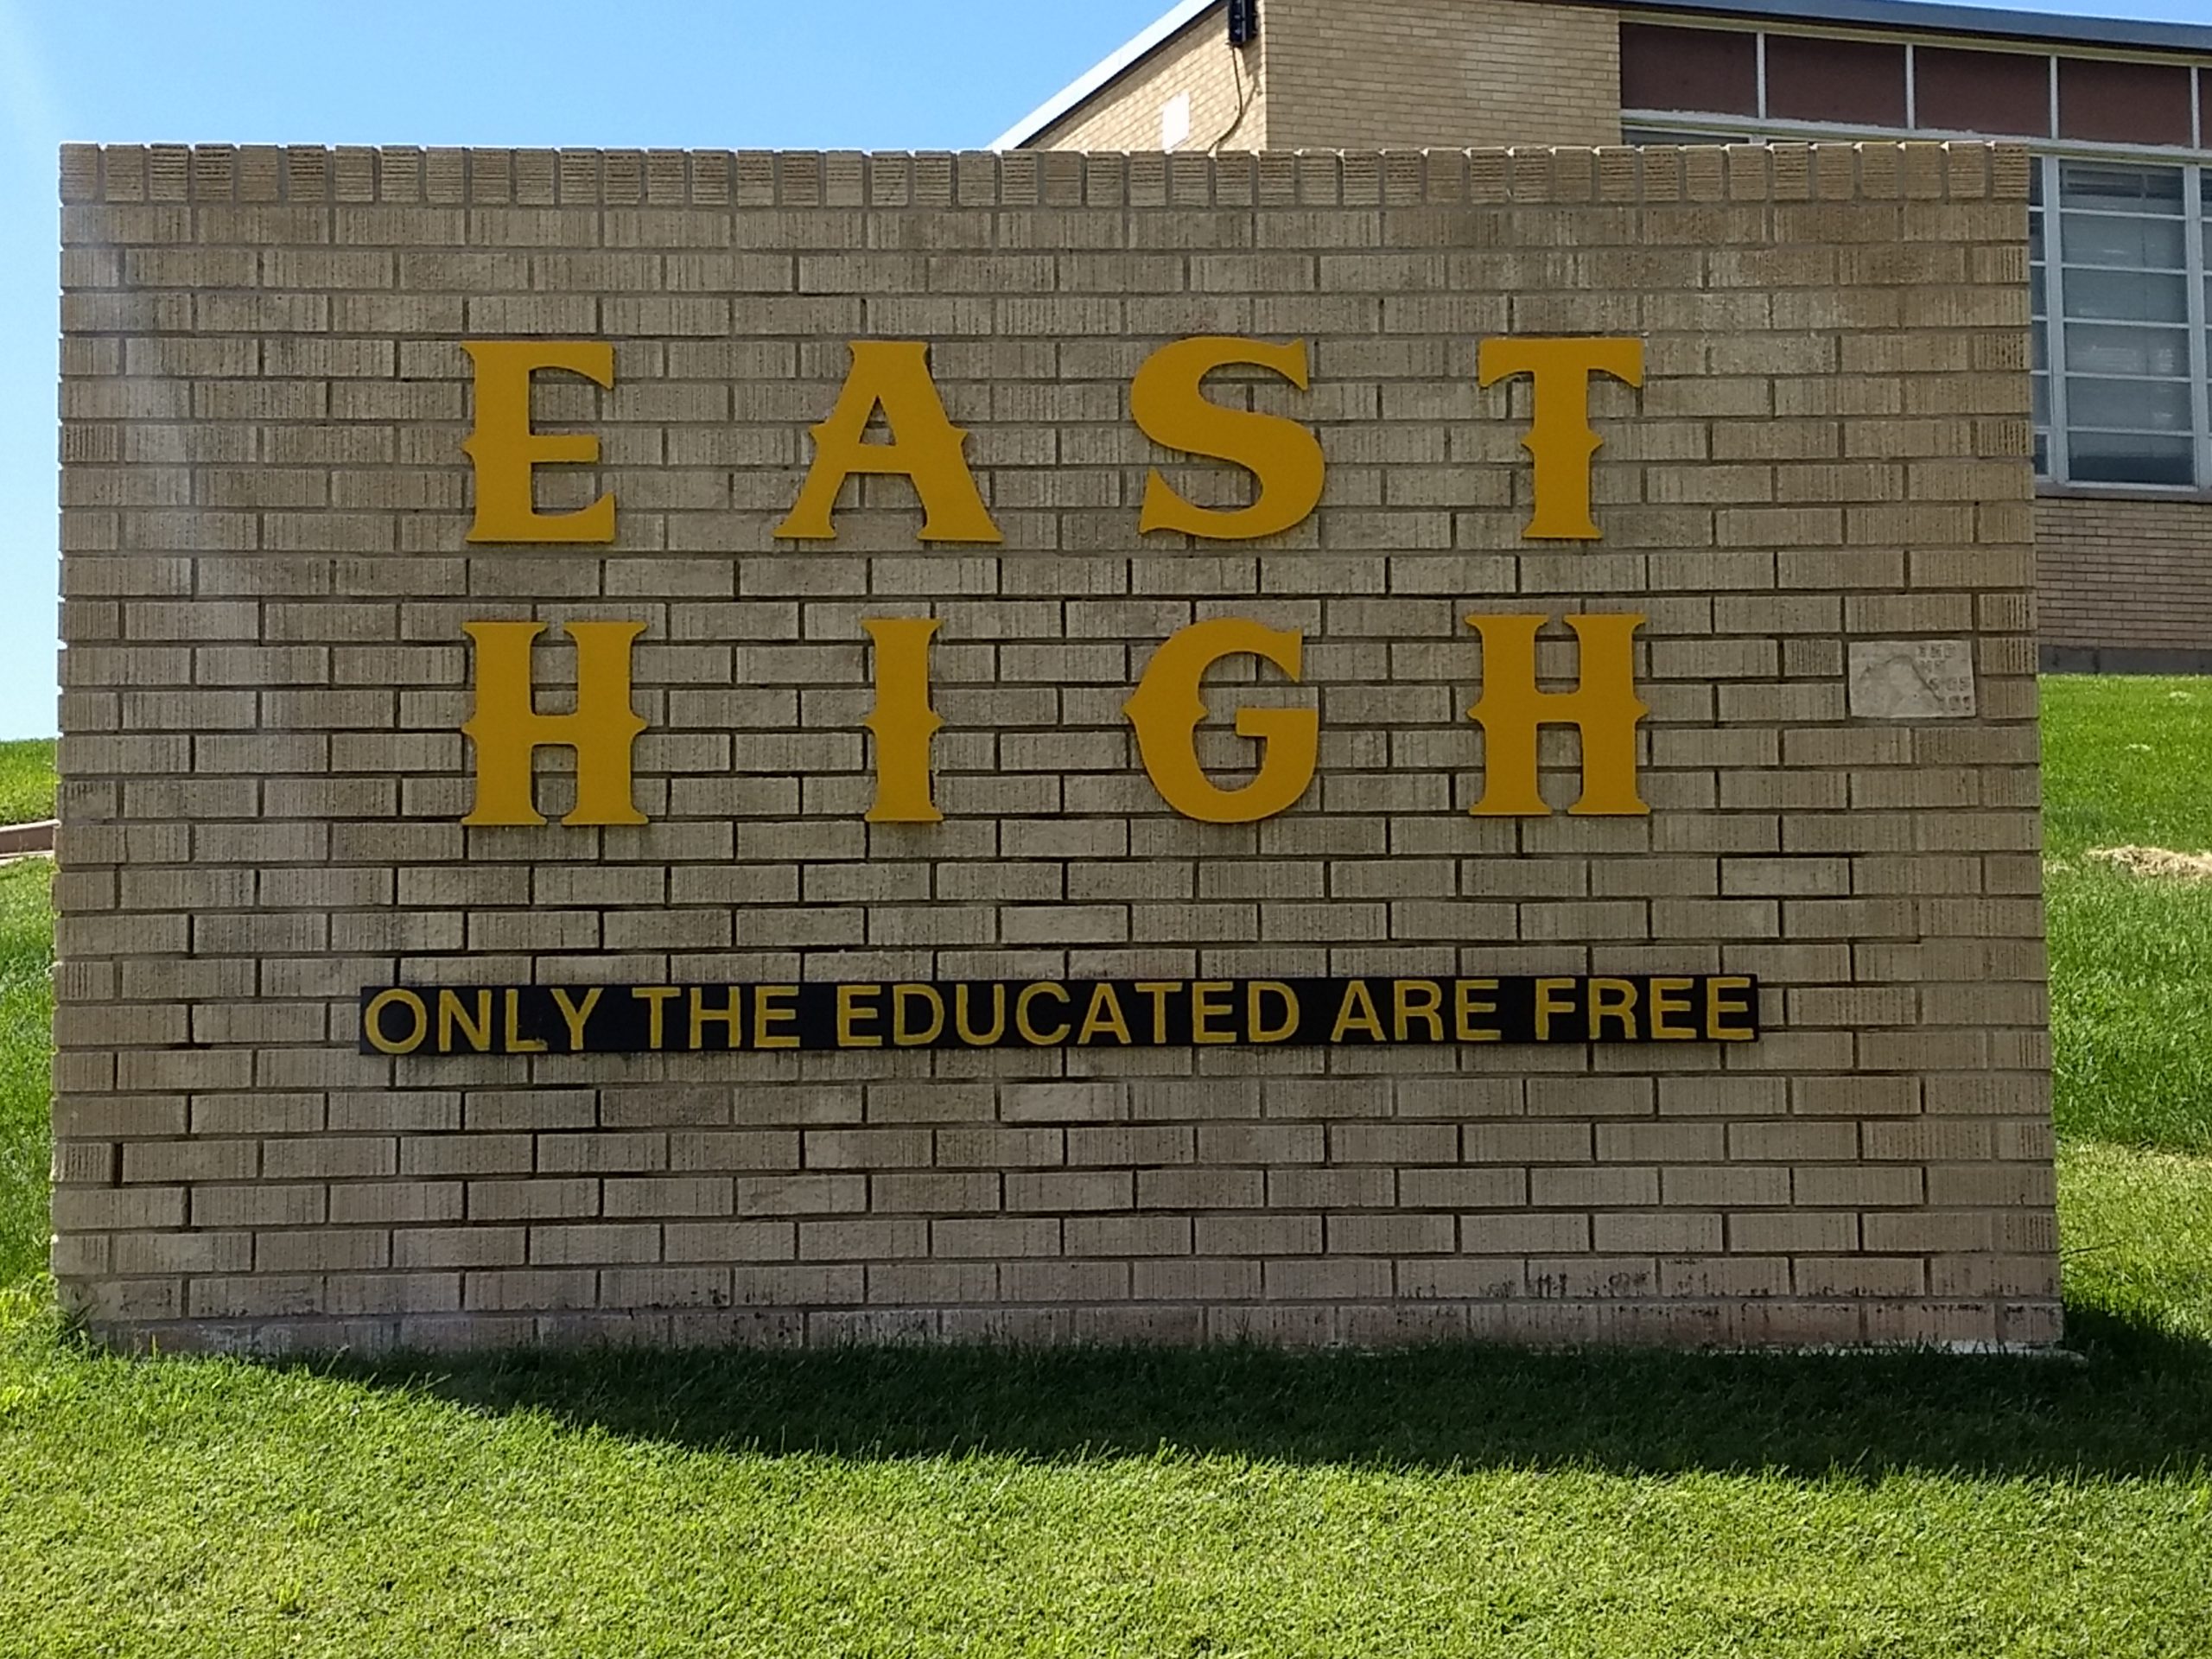 EAST
HIGH
ONLY THE EDUCATED ARE FREE